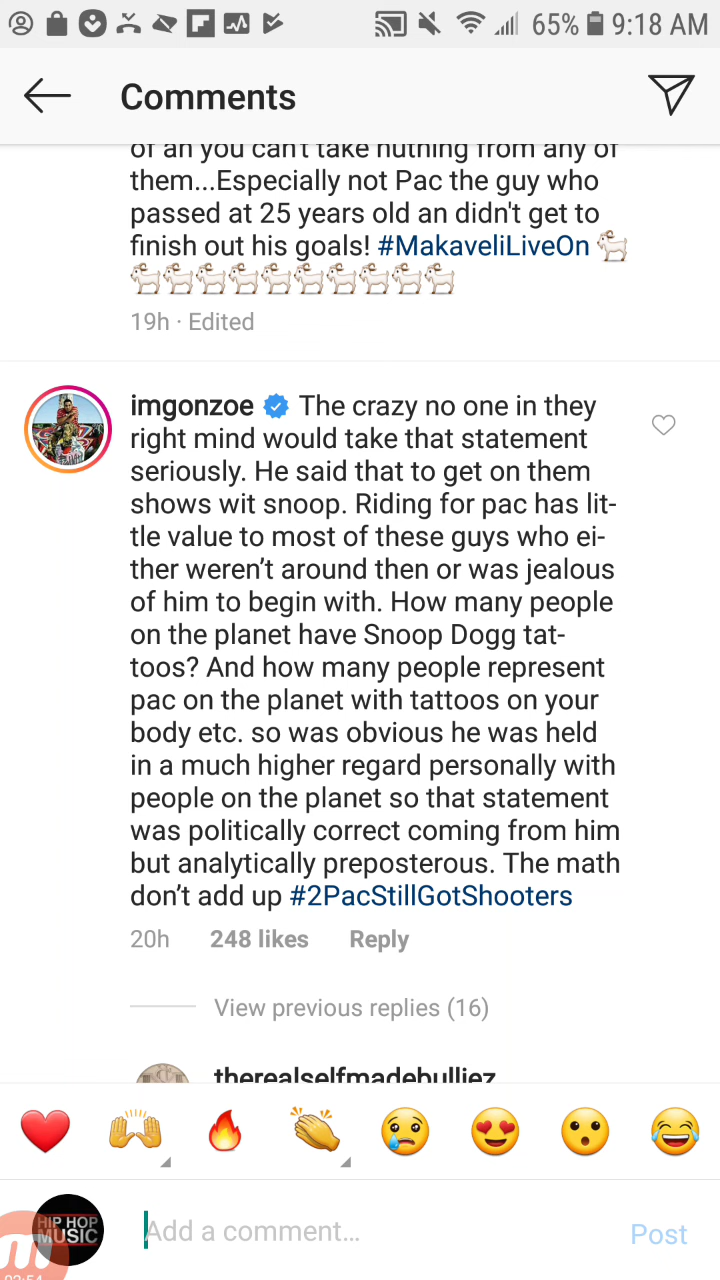 65% 9:18 AM
Comments
of an you can't take nuthing from any of
them...Especially not Pac the guy who
passed at 25 years old an didn't get to
finish out his goals! #MakaveliLiveOn 🐐
🐐🐐🐐🐐🐐🐐🐐🐐🐐🐐
19h · Edited
imgonzoe The crazy no one in they
right mind would take that statement
seriously. He said that to get on them
shows wit snoop. Riding for pac has lit-
tle value to most of these guys who ei-
ther weren’t around then or was jealous
of him to begin with. How many people
on the planet have Snoop Dogg tat-
toos? And how many people represent
pac on the planet with tattoos on your
body etc. so was obvious he was held
in a much higher regard personally with
people on the planet so that statement
was politically correct coming from him
but analytically preposterous. The math
don’t add up #2PacStillGotShooters
20h 248 likes Reply
View previous replies (16)
therealselfmadebulliez
❤️ 🙌 🔥 👏 😢 😍 😮 😂
HIP HOP
MUSIC
Add a comment...
Post
m
02:54